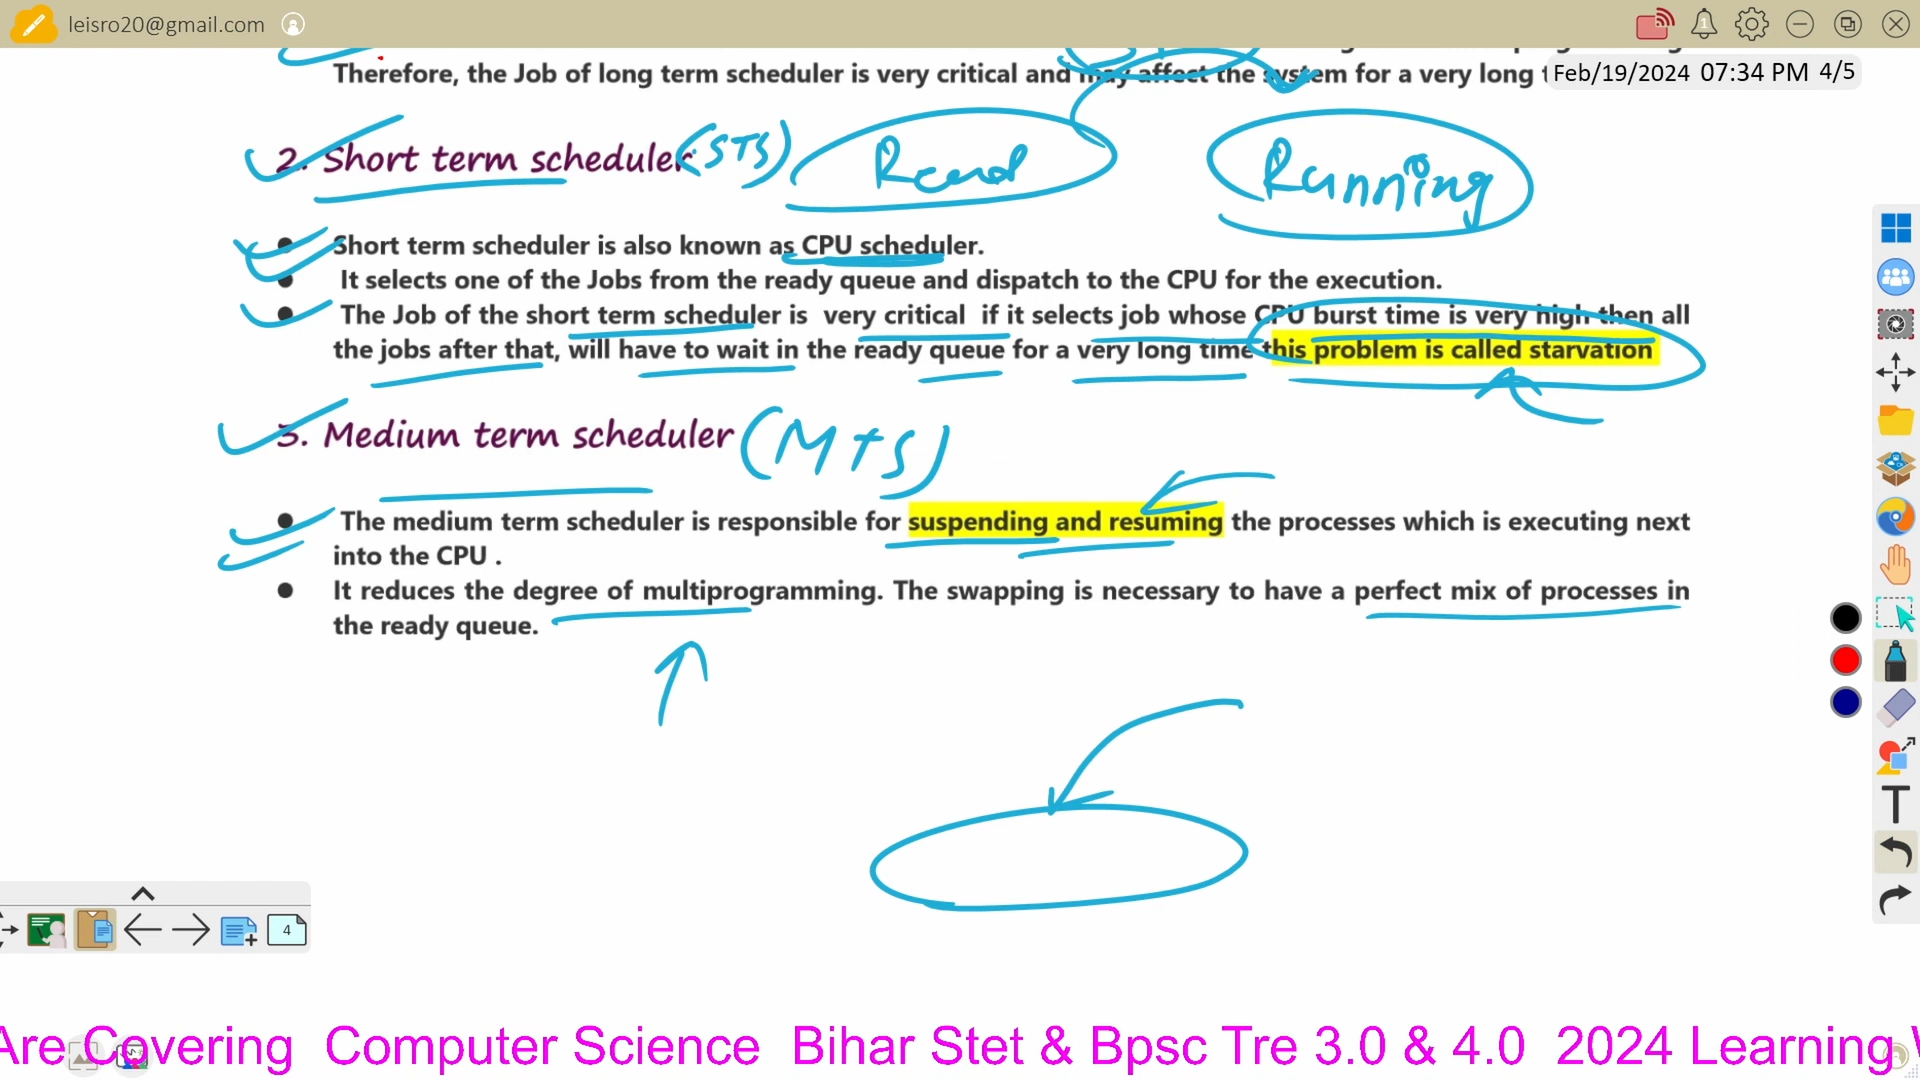 leisro20@gmail.com
1
Therefore, the Job of long term scheduler is very critical and may affect the system for a very long t
Feb/19/2024 07:34 PM 4/5
2. Short term scheduler (STS)
Read
Running
• Short term scheduler is also known as CPU scheduler.
• It selects one of the Jobs from the ready queue and dispatch to the CPU for the execution.
• The Job of the short term scheduler is very critical if it selects job whose CPU burst time is very high then all
the jobs after that, will have to wait in the ready queue for a very long time this problem is called starvation
3. Medium term scheduler (MTS)
• The medium term scheduler is responsible for suspending and resuming the processes which is executing next
into the CPU .
• It reduces the degree of multiprogramming. The swapping is necessary to have a perfect mix of processes in
the ready queue.
T
4
Are Covering Computer Science Bihar Stet & Bpsc Tre 3.0 & 4.0 2024 Learning